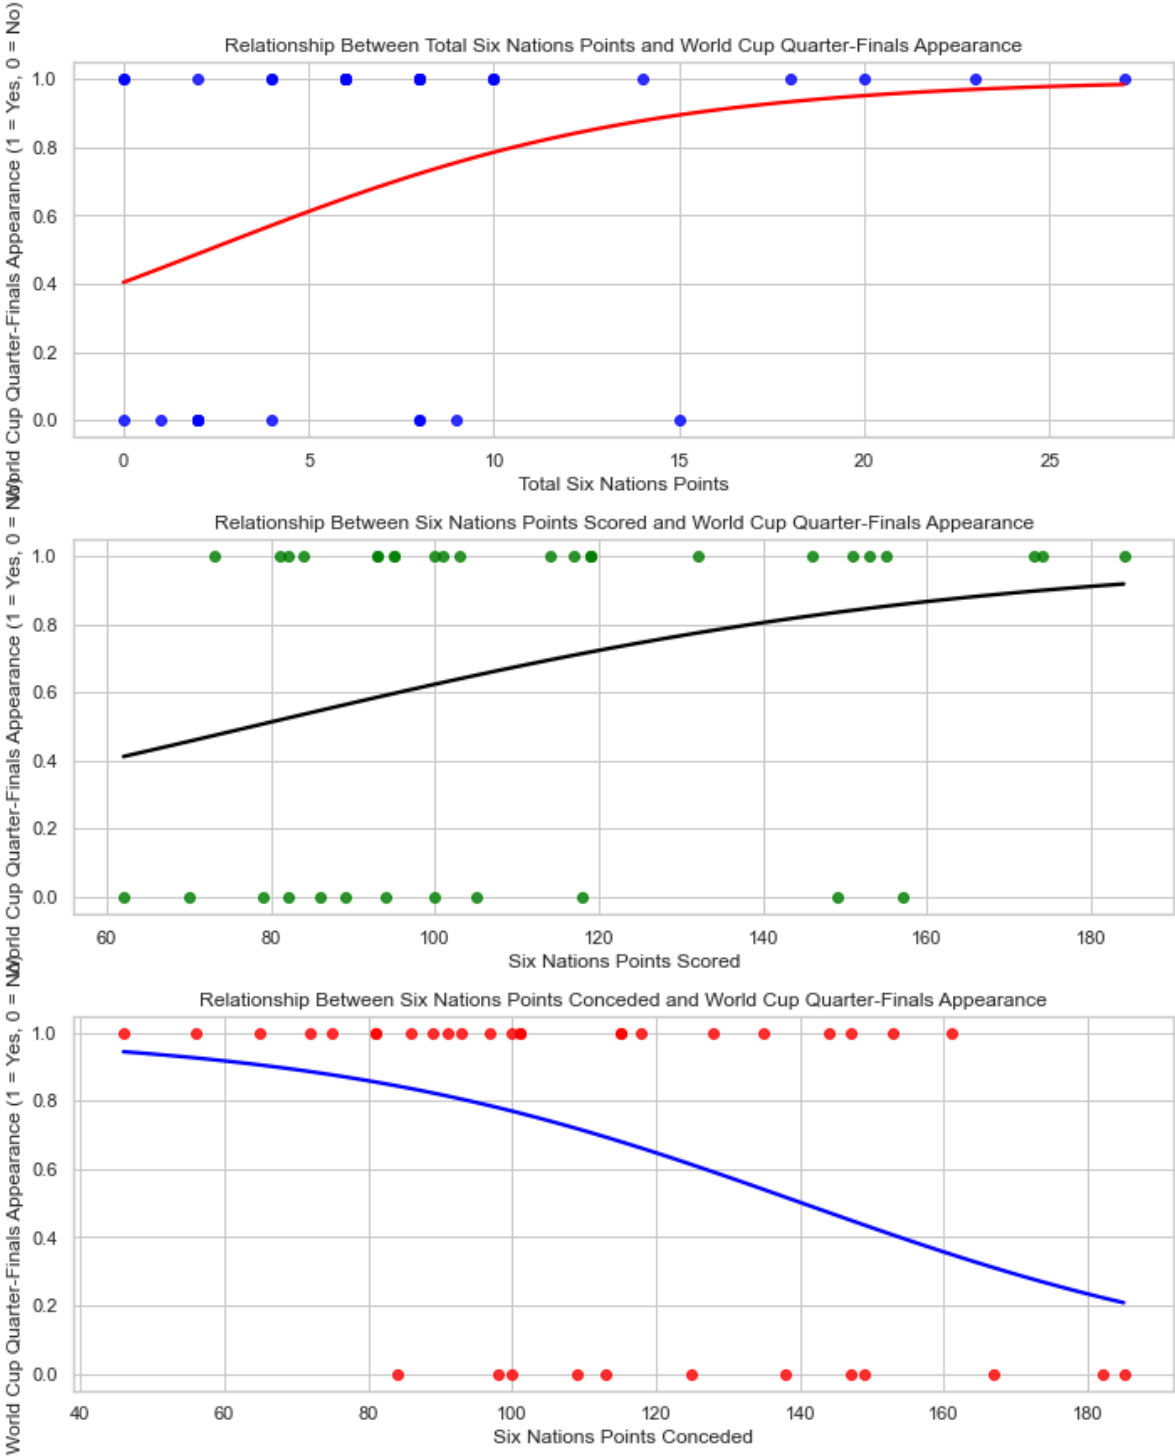 Relationship Between Total Six Nations Points and World Cup Quarter-Finals Appearance
World Cup Quarter-Finals Appearance (1 = Yes, 0 = No)
1.0
0.8
0.6
0.4
0.2
0.0
0 5 10 15 20 25
Total Six Nations Points
Relationship Between Six Nations Points Scored and World Cup Quarter-Finals Appearance
World Cup Quarter-Finals Appearance (1 = Yes, 0 = No)
1.0
0.8
0.6
0.4
0.2
0.0
60 80 100 120 140 160 180
Six Nations Points Scored
Relationship Between Six Nations Points Conceded and World Cup Quarter-Finals Appearance
World Cup Quarter-Finals Appearance (1 = Yes, 0 = No)
1.0
0.8
0.6
0.4
0.2
0.0
40 60 80 100 120 140 160 180
Six Nations Points Conceded